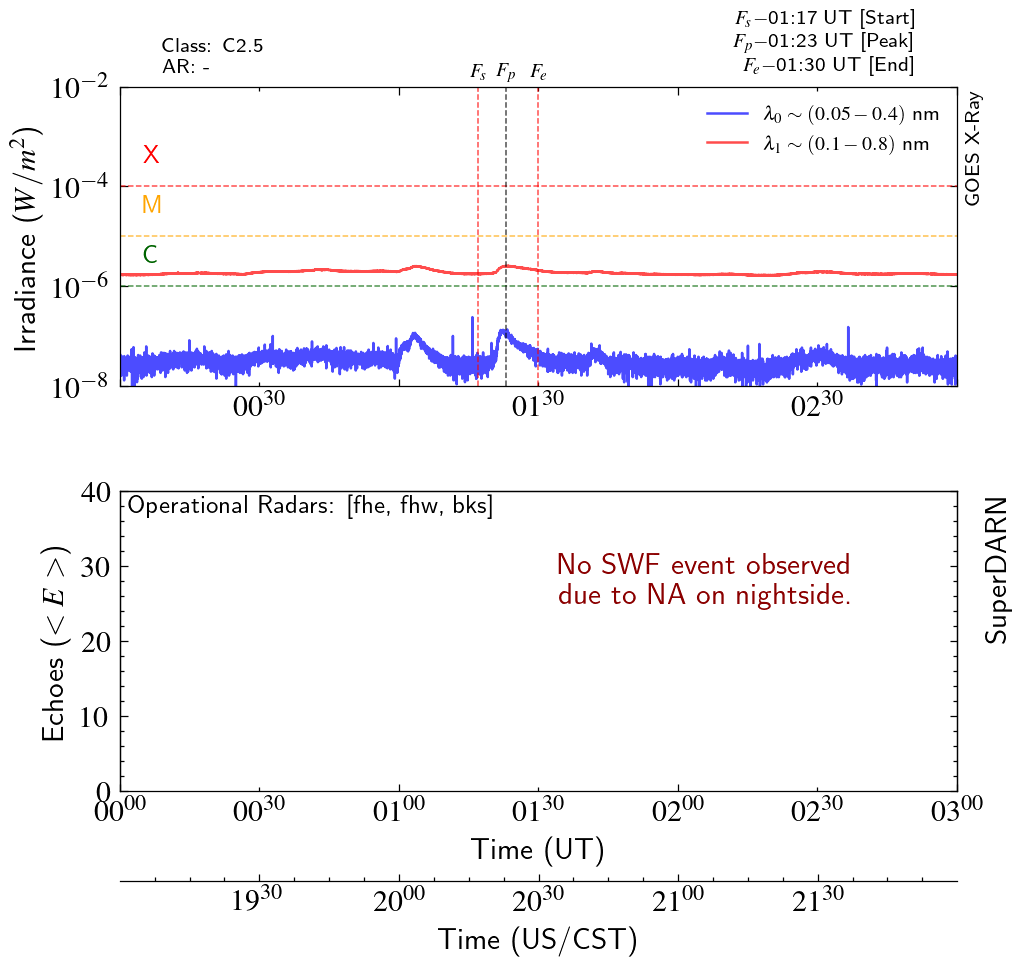 Class: C2.5
AR: -
F_s−01:17 UT [Start]
F_p−01:23 UT [Peak]
F_e−01:30 UT [End]
F_s F_p F_e
10^−2
10^−4
10^−6
10^−8
Irradiance (W/m^2)
X
M
C
λ_0 ∼ (0.05 − 0.4) nm
λ_1 ∼ (0.1 − 0.8) nm
GOES X-Ray
00^30 01^30 02^30
Operational Radars: [fhe, fhw, bks]
No SWF event observed
due to NA on nightside.
40
30
20
10
0
Echoes (< E >)
SuperDARN
00^00 00^30 01^00 01^30 02^00 02^30 03^00
Time (UT)
19^30 20^00 20^30 21^00 21^30
Time (US/CST)